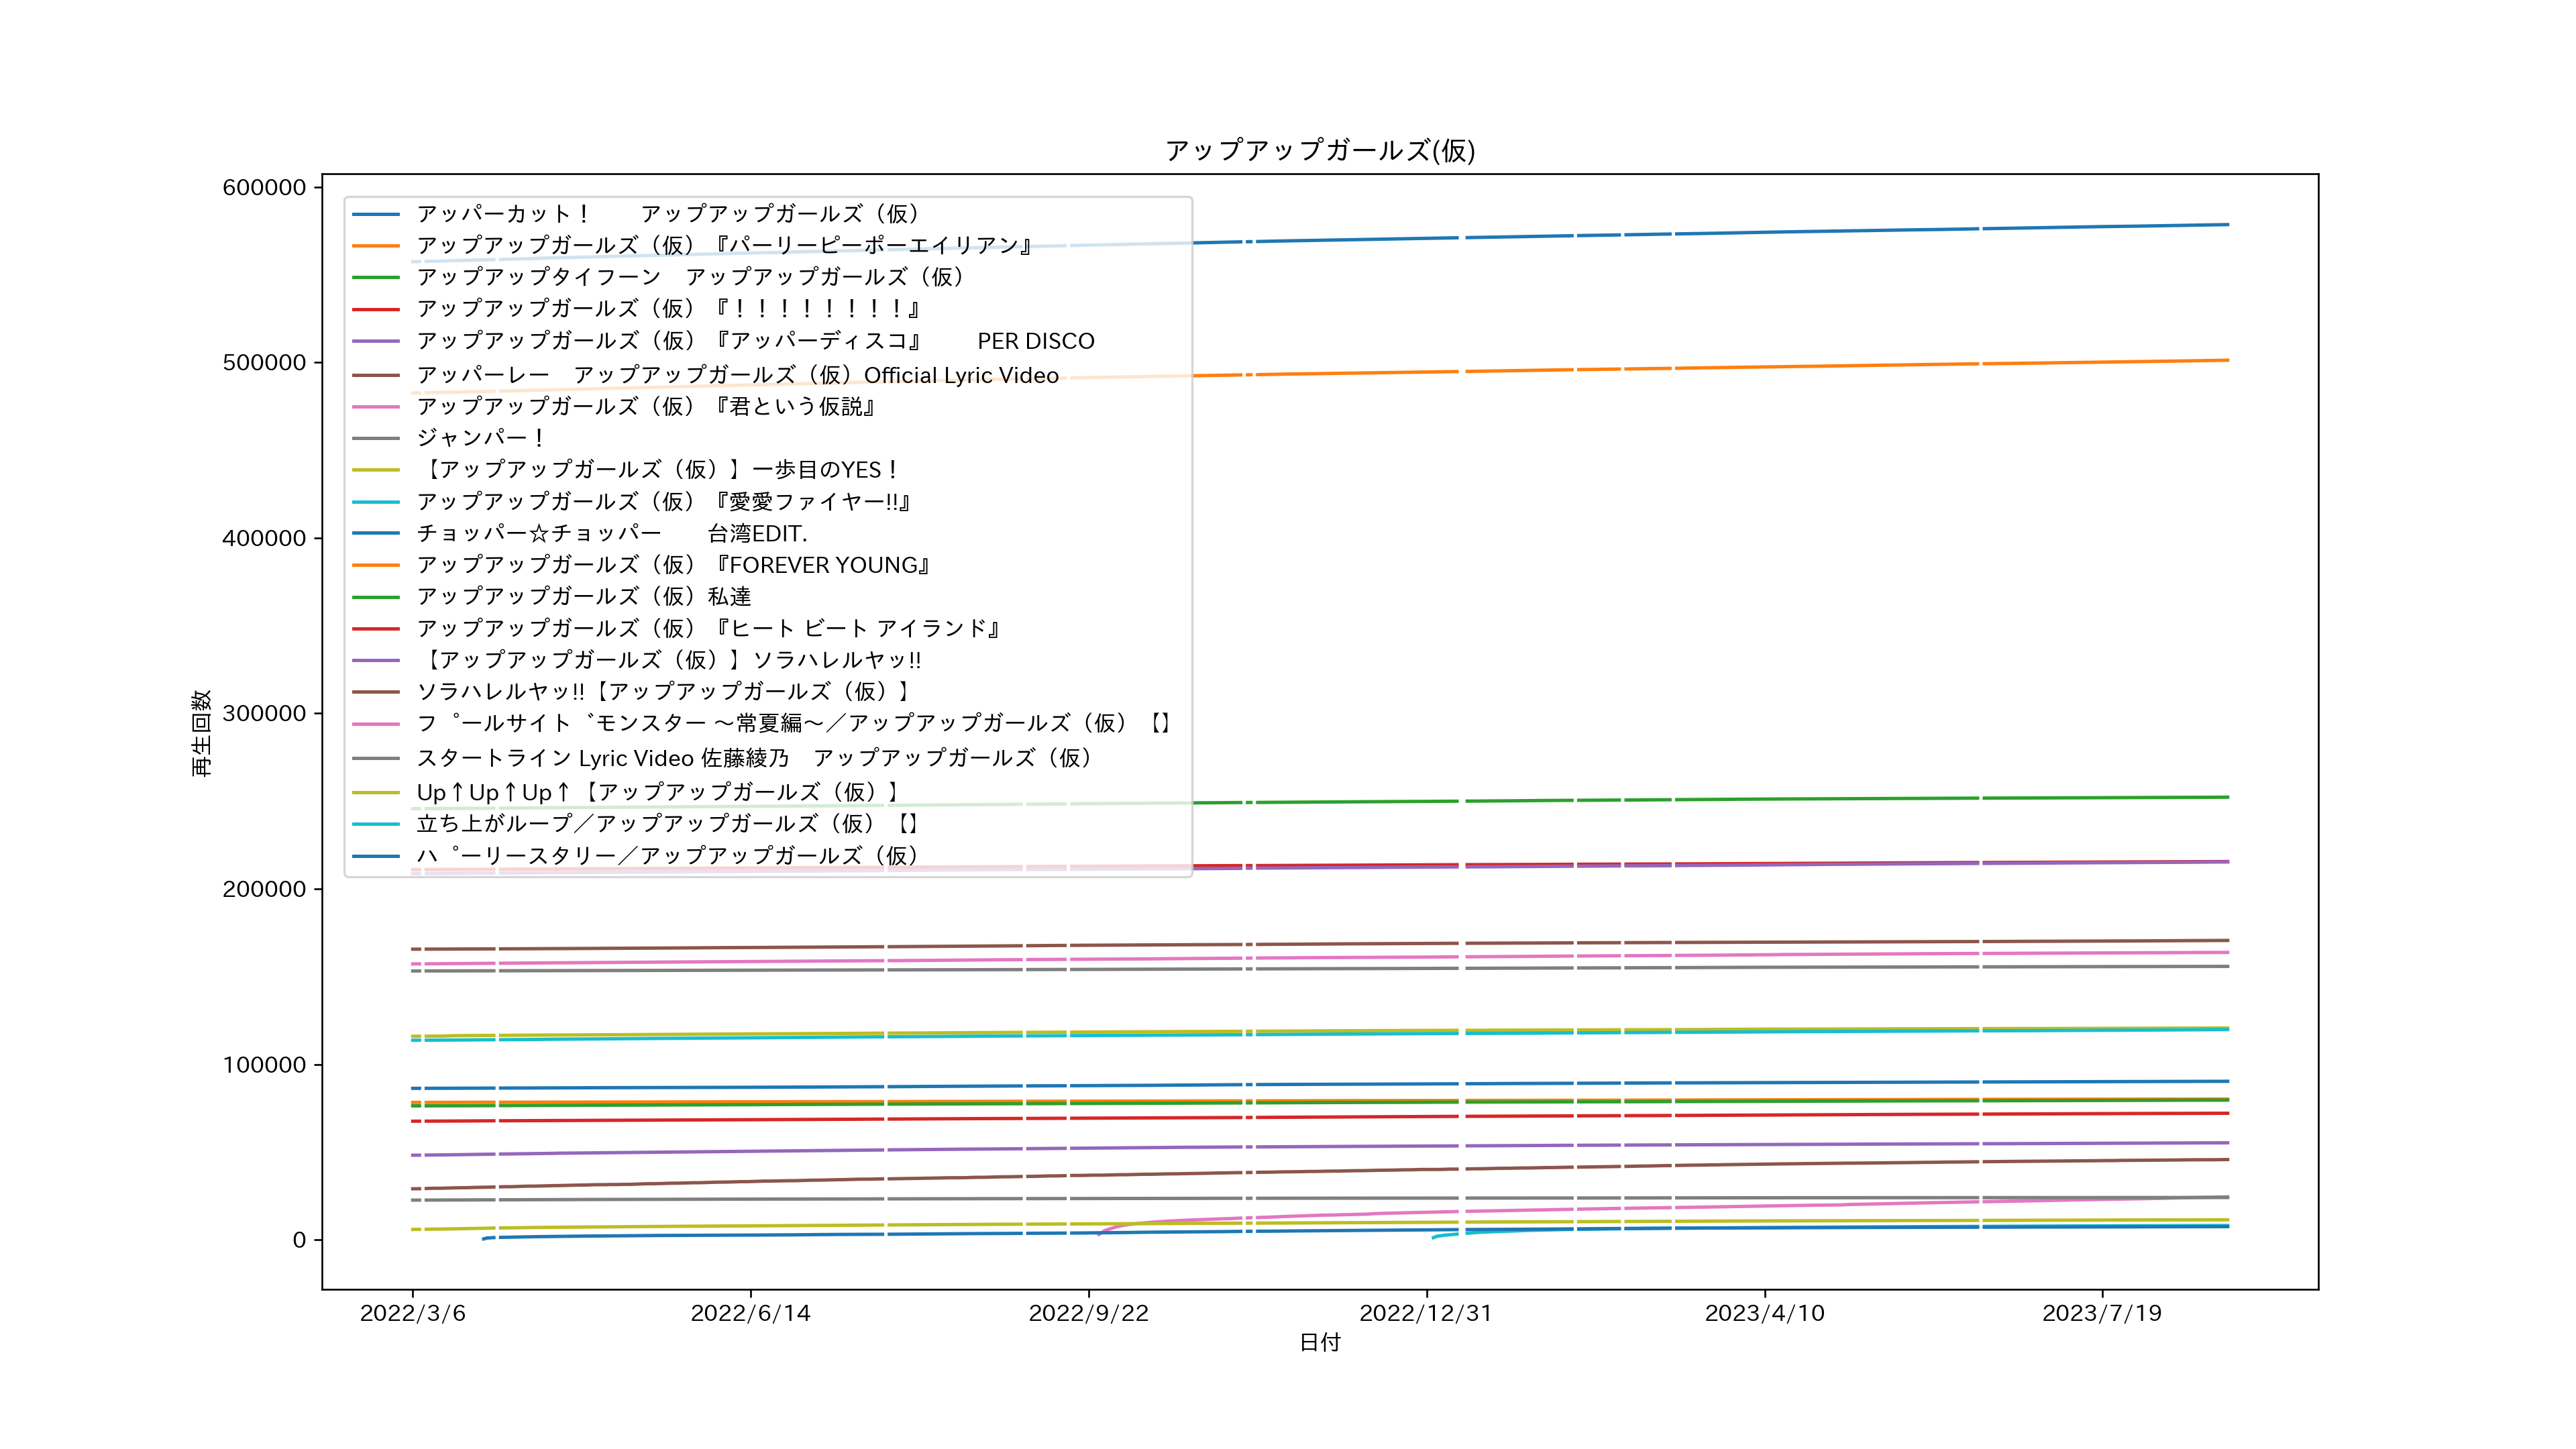 アップアップガールズ(仮)
600000
500000
400000
300000
200000
100000
0
再生回数
アッパーカット！　　アップアップガールズ（仮）
アップアップガールズ（仮）『パーリーピーポーエイリアン』
アップアップタイフーン　アップアップガールズ（仮）
アップアップガールズ（仮）『！！！！！！！！』
アップアップガールズ（仮）『アッパーディスコ』　　PER DISCO
アッパーレー　アップアップガールズ（仮）Official Lyric Video
アップアップガールズ（仮）『君という仮説』
ジャンパー！
【アップアップガールズ（仮）】一歩目のYES！
アップアップガールズ（仮）『愛愛ファイヤー!!』
チョッパー☆チョッパー　　台湾EDIT.
アップアップガールズ（仮）『FOREVER YOUNG』
アップアップガールズ（仮）私達
アップアップガールズ（仮）『ヒート ビート アイランド』
【アップアップガールズ（仮）】ソラハレルヤッ!!
ソラハレルヤッ!!【アップアップガールズ（仮）】
フ゜ールサイト゛モンスター 〜常夏編〜／アップアップガールズ（仮）【】
スタートライン Lyric Video 佐藤綾乃　アップアップガールズ（仮）
Up↑Up↑Up↑【アップアップガールズ（仮）】
立ち上がループ／アップアップガールズ（仮）【】
ハ゜ーリースタリー／アップアップガールズ（仮）
2022/3/6
2022/6/14
2022/9/22
2022/12/31
2023/4/10
2023/7/19
日付